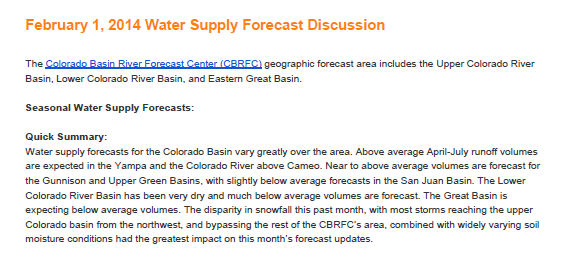 February 1, 2014 Water Supply Forecast Discussion
The Colorado Basin River Forecast Center (CBRFC) geographic forecast area includes the Upper Colorado River
Basin, Lower Colorado River Basin, and Eastern Great Basin.
Seasonal Water Supply Forecasts:
Quick Summary:
Water supply forecasts for the Colorado Basin vary greatly over the area. Above average April-July runoff volumes
are expected in the Yampa and the Colorado River above Cameo. Near to above average volumes are forecast for
the Gunnison and Upper Green Basins, with slightly below average forecasts in the San Juan Basin. The Lower
Colorado River Basin has been very dry and much below average volumes are forecast. The Great Basin is
expecting below average volumes. The disparity in snowfall this past month, with most storms reaching the upper
Colorado basin from the northwest, and bypassing the rest of the CBRFC's area, combined with widely varying soil
moisture conditions had the greatest impact on this month's forecast updates.